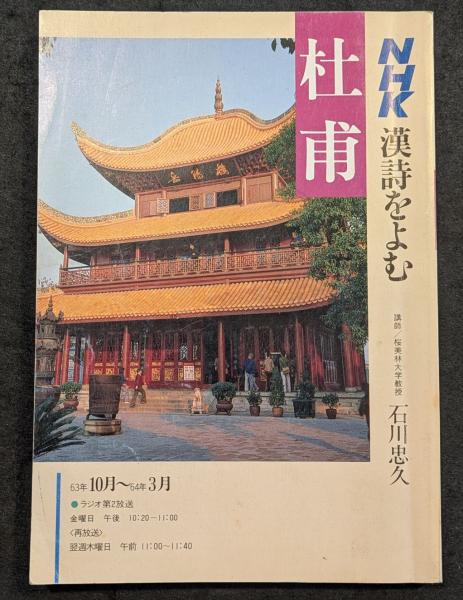 NHK
漢詩をよむ
杜甫
講師／桜美林大学教授
石川忠久
63年10月〜64年3月
●ラジオ第2放送
金曜日 午後 10:20−11:00
〈再放送〉
翌週木曜日 午前 11:00〜11:40